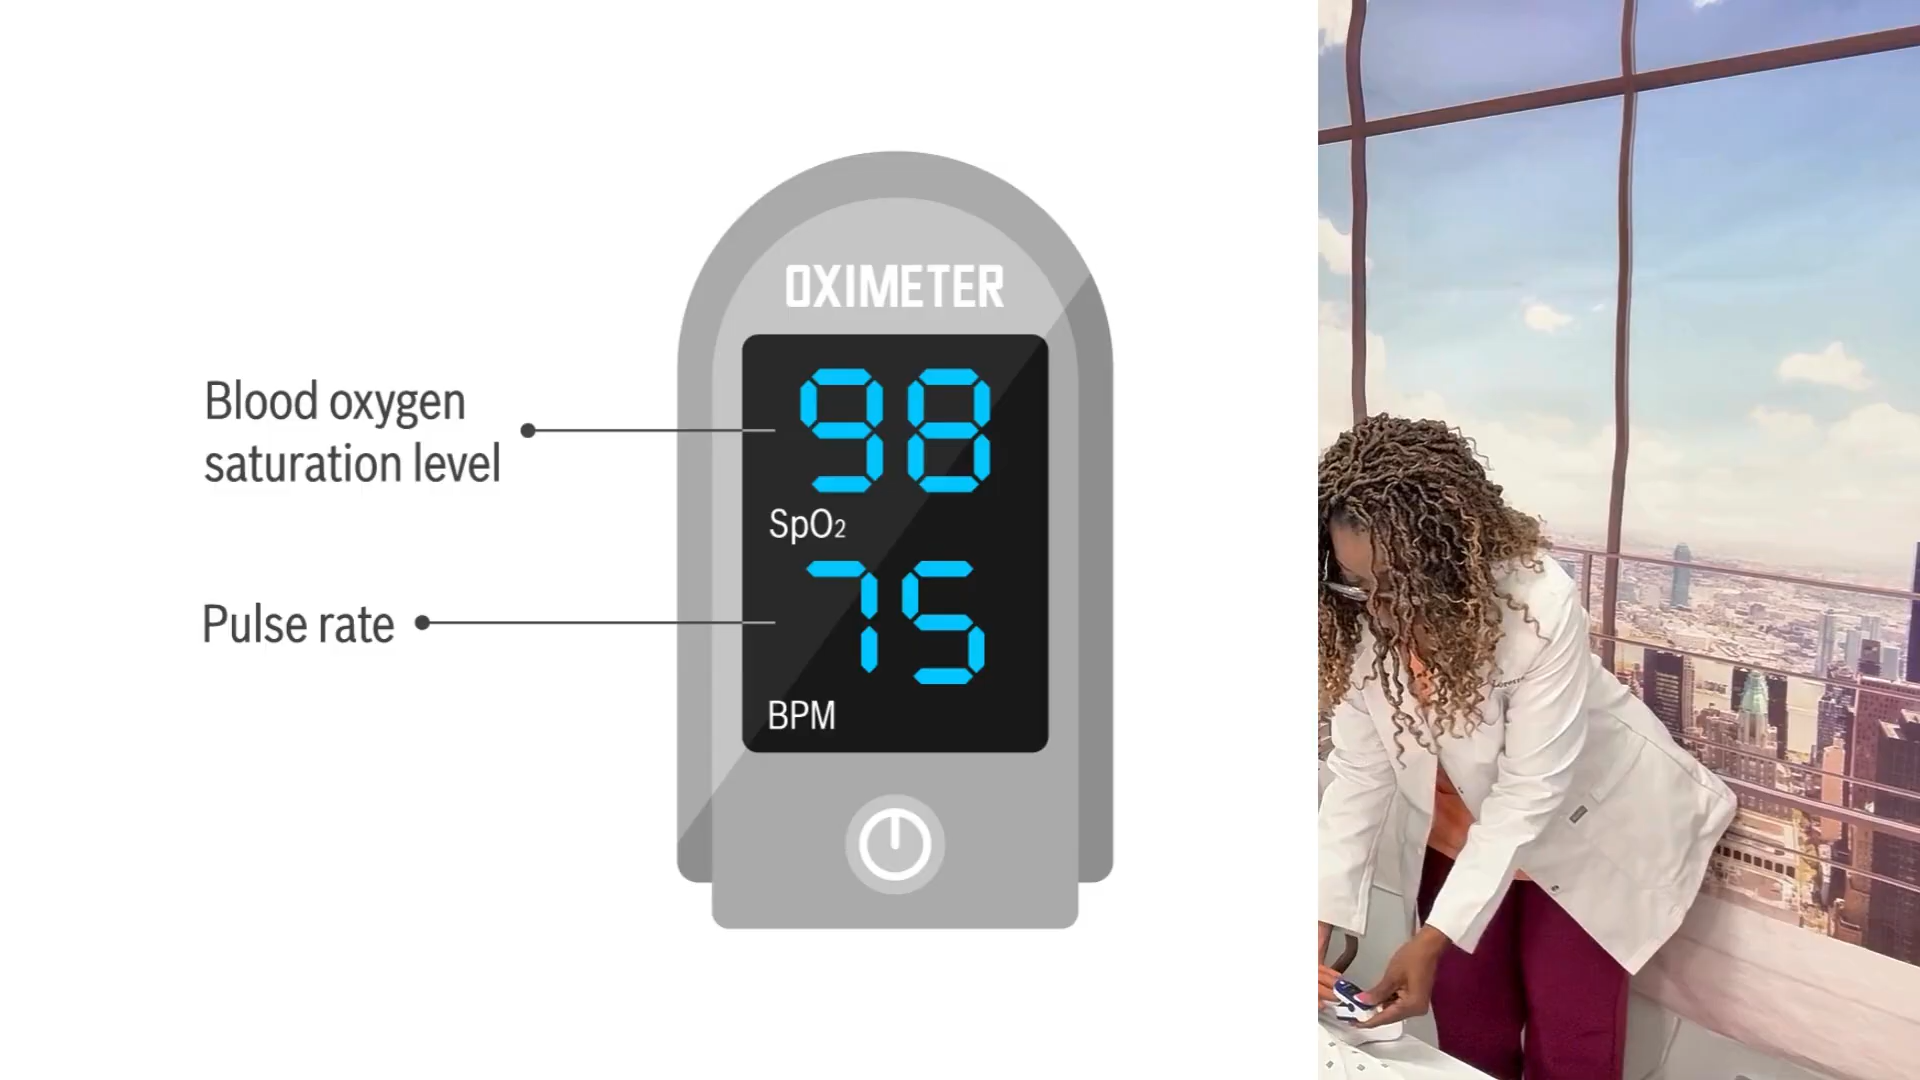 OXIMETER
Blood oxygen
saturation level
98
SpO2
Pulse rate
75
BPM